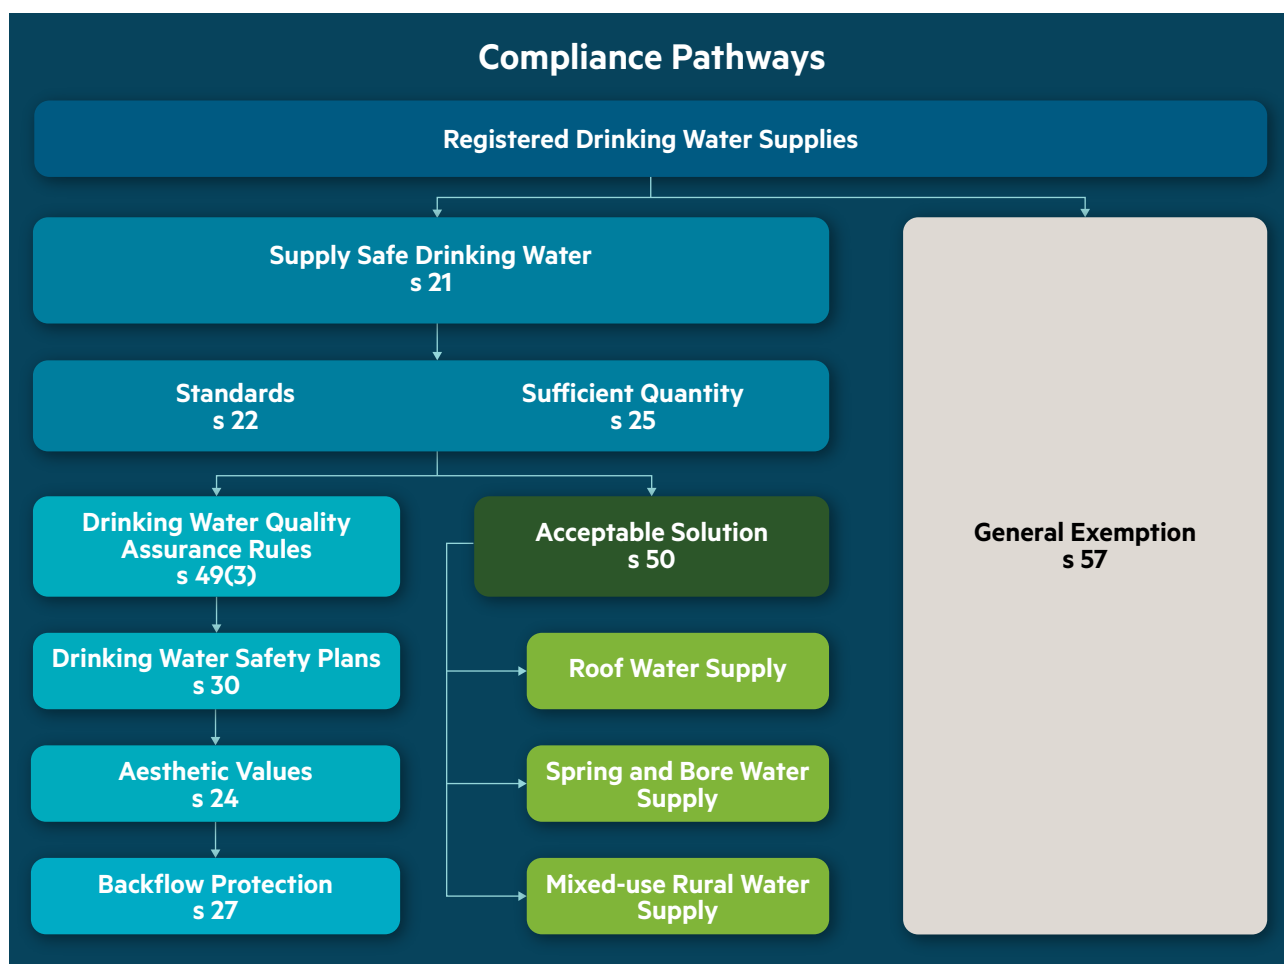 Compliance Pathways
Registered Drinking Water Supplies
Supply Safe Drinking Water
s 21
Standards
s 22
Sufficient Quantity
s 25
Drinking Water Quality
Assurance Rules
s 49(3)
Drinking Water Safety Plans
s 30
Aesthetic Values
s 24
Backflow Protection
s 27
Acceptable Solution
s 50
Roof Water Supply
Spring and Bore Water
Supply
Mixed-use Rural Water
Supply
General Exemption
s 57